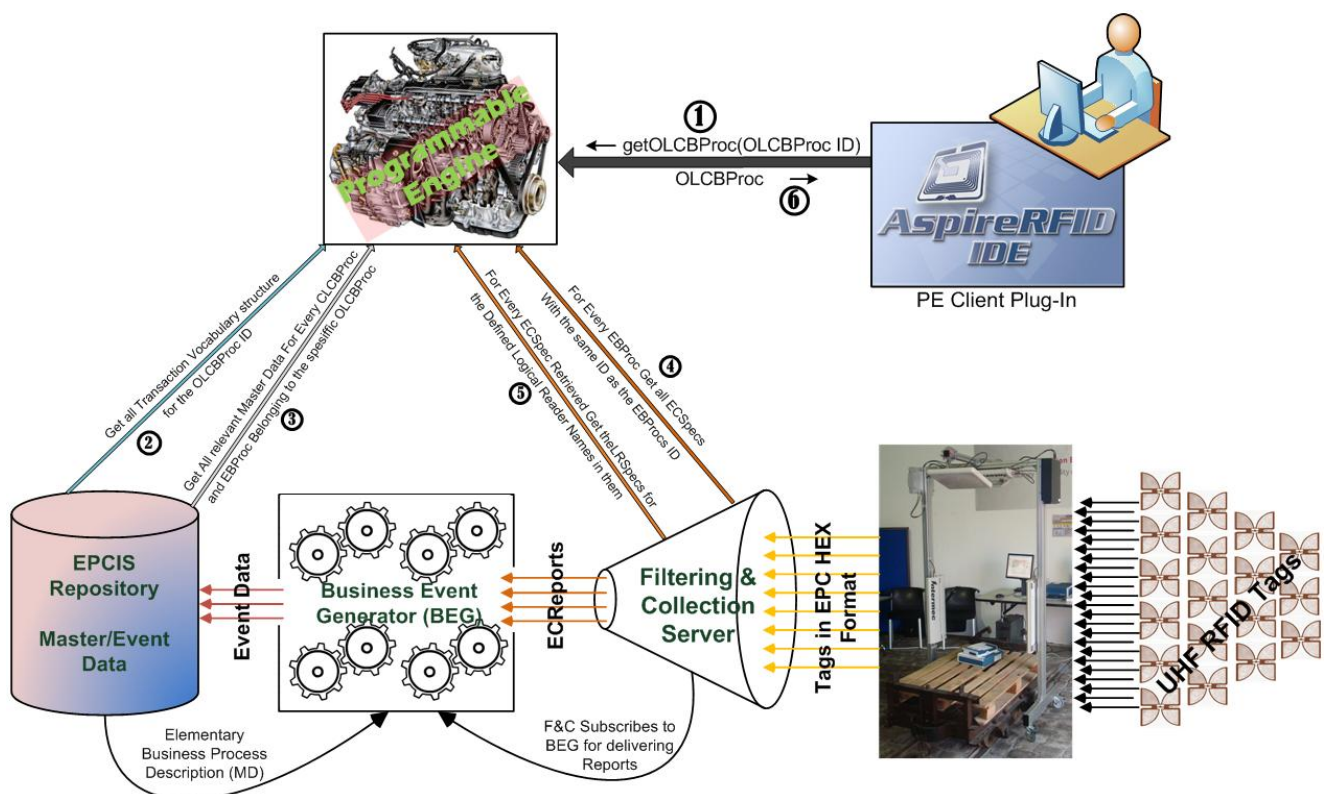 Programmable
Engine
①
← getOLCBProc(OLCBProc ID)
OLCBProc →
⑥
AspireRFID
IDE
PE Client Plug-In
Get all Transaction Vocabulary structure
for the OLCBProc ID
②
Get All relevant Master Data For Every CLCBProc
and EBProc Belonging to the spesiffic OLCBProc
③
For Every ECSpec Retrieved Get theLRSpecs for
the Defined Logical Reader Names in them
⑤
For Every EBProc Get all ECSpecs
With the same ID as the EBProcs ID
④
EPCIS
Repository
Master/Event
Data
Event Data
Business Event
Generator (BEG)
ECReports
Filtering &
Collection
Server
Tags in EPC HEX
Format
Intermec
UHF RFID Tags
Elementary
Business Process
Description (MD)
F&C Subscribes to
BEG for delivering
Reports